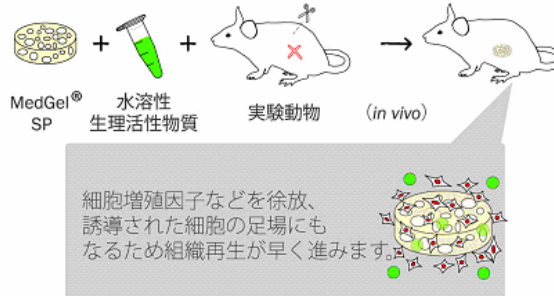 MedGel®
SP
水溶性
生理活性物質
実験動物
(in vivo)
細胞増殖因子などを徐放、
誘導された細胞の足場にも
なるため組織再生が早く進みます。